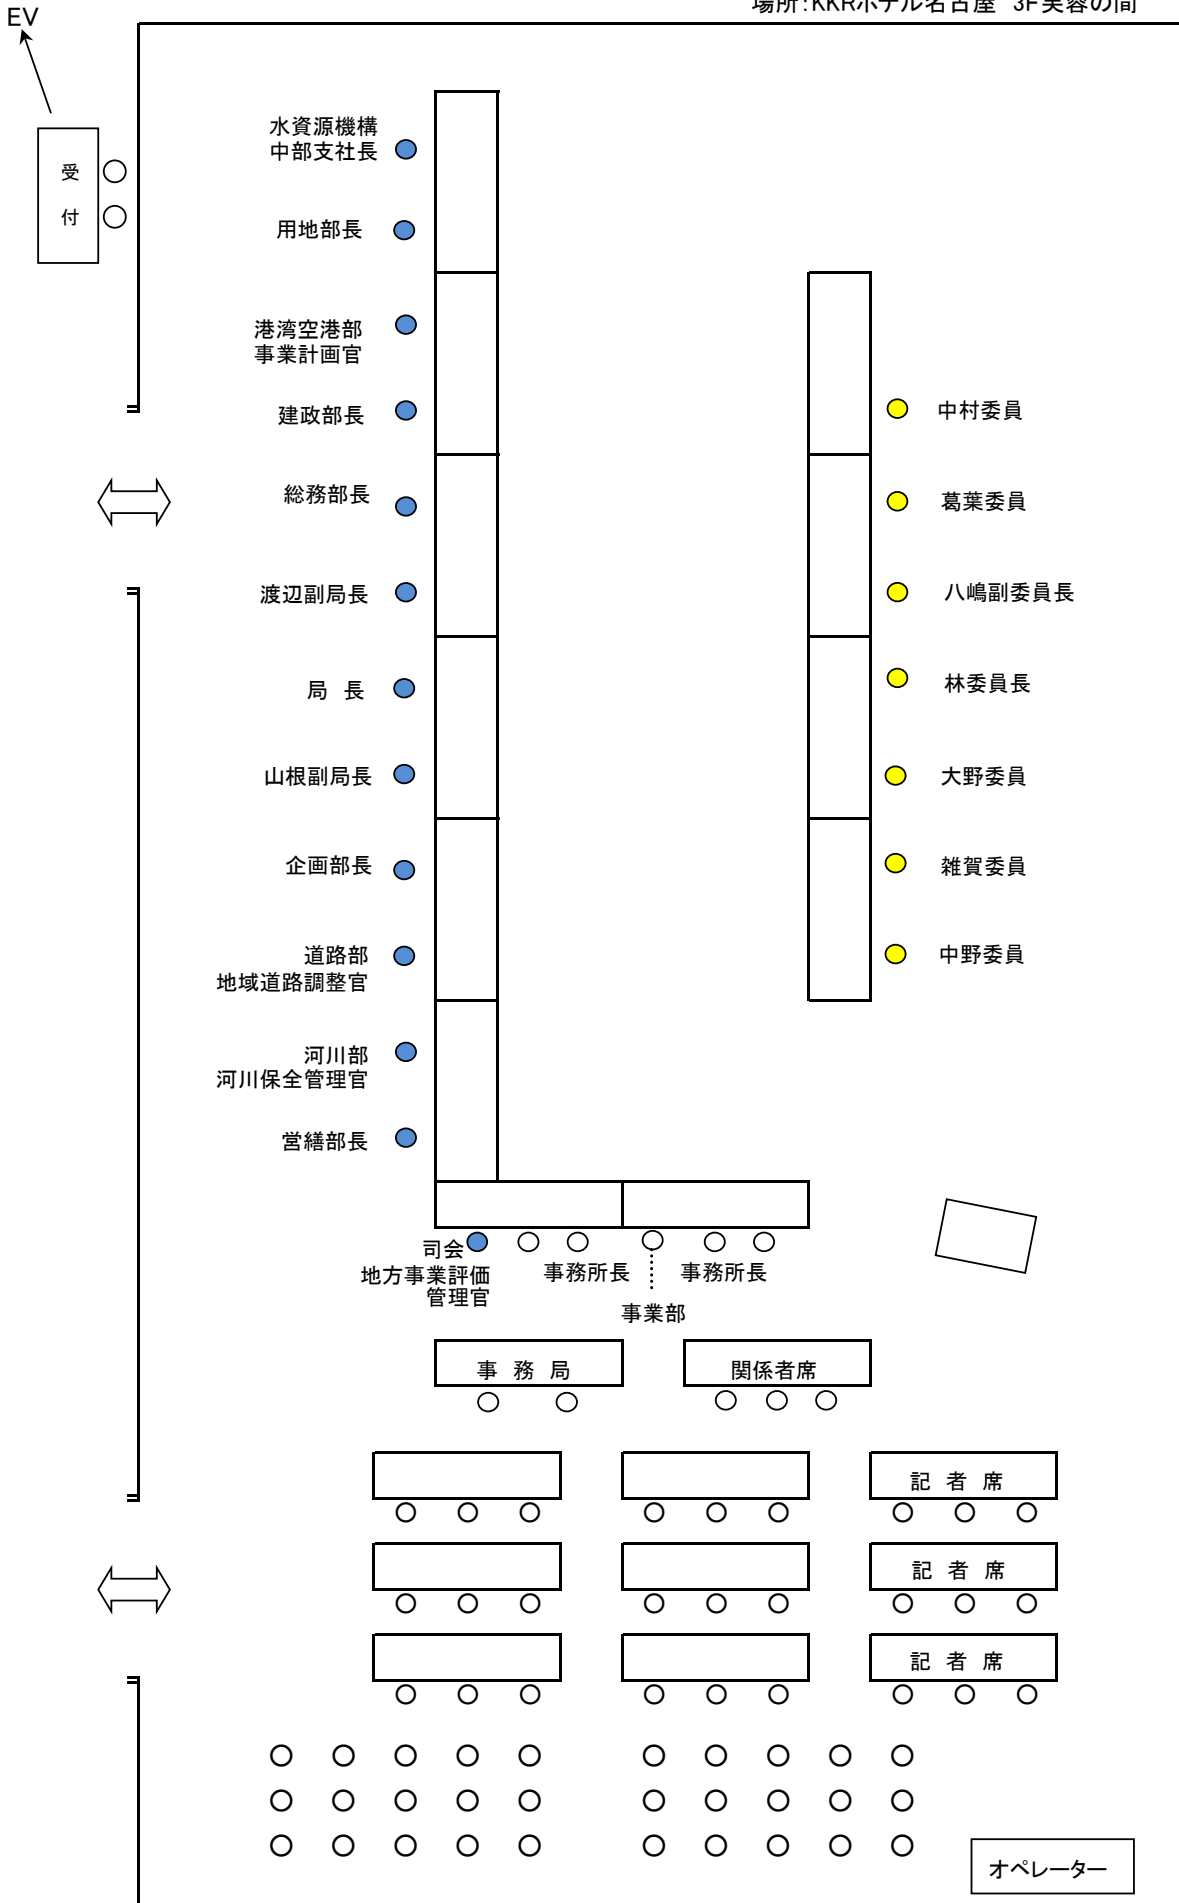 場所：KKRホテル名古屋 3F芙蓉の間
EV
受
付
水資源機構
中部支社長
用地部長
港湾空港部
事業計画官
建政部長
総務部長
渡辺副局長
局 長
山根副局長
企画部長
道路部
地域道路調整官
河川部
河川保全管理官
営繕部長
中村委員
葛葉委員
八嶋副委員長
林委員長
大野委員
雑賀委員
中野委員
司会
地方事業評価
管理官
事務所長
事業部
事務所長
事 務 局
関係者席
記 者 席
記 者 席
記 者 席
オペレーター